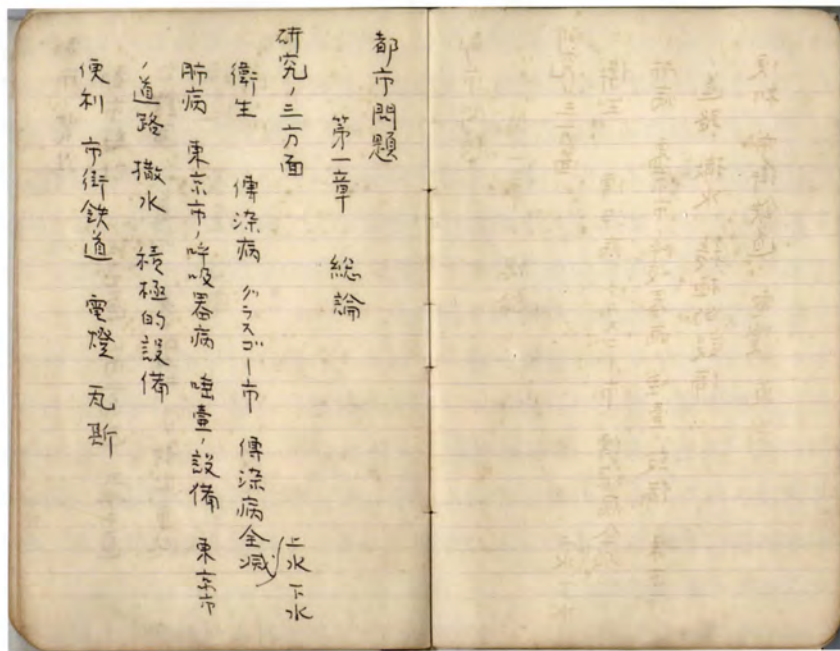 都市問題
第一章 総論
研究ノ三方面
衛生 傳染病 グラスゴー市 傳染病全滅 上水下水
肺病 東京市ノ呼吸器病 唾壷ノ設備 東京市
ノ道路 撒水 積極的設備
便利 市街鉄道 電燈 瓦斯